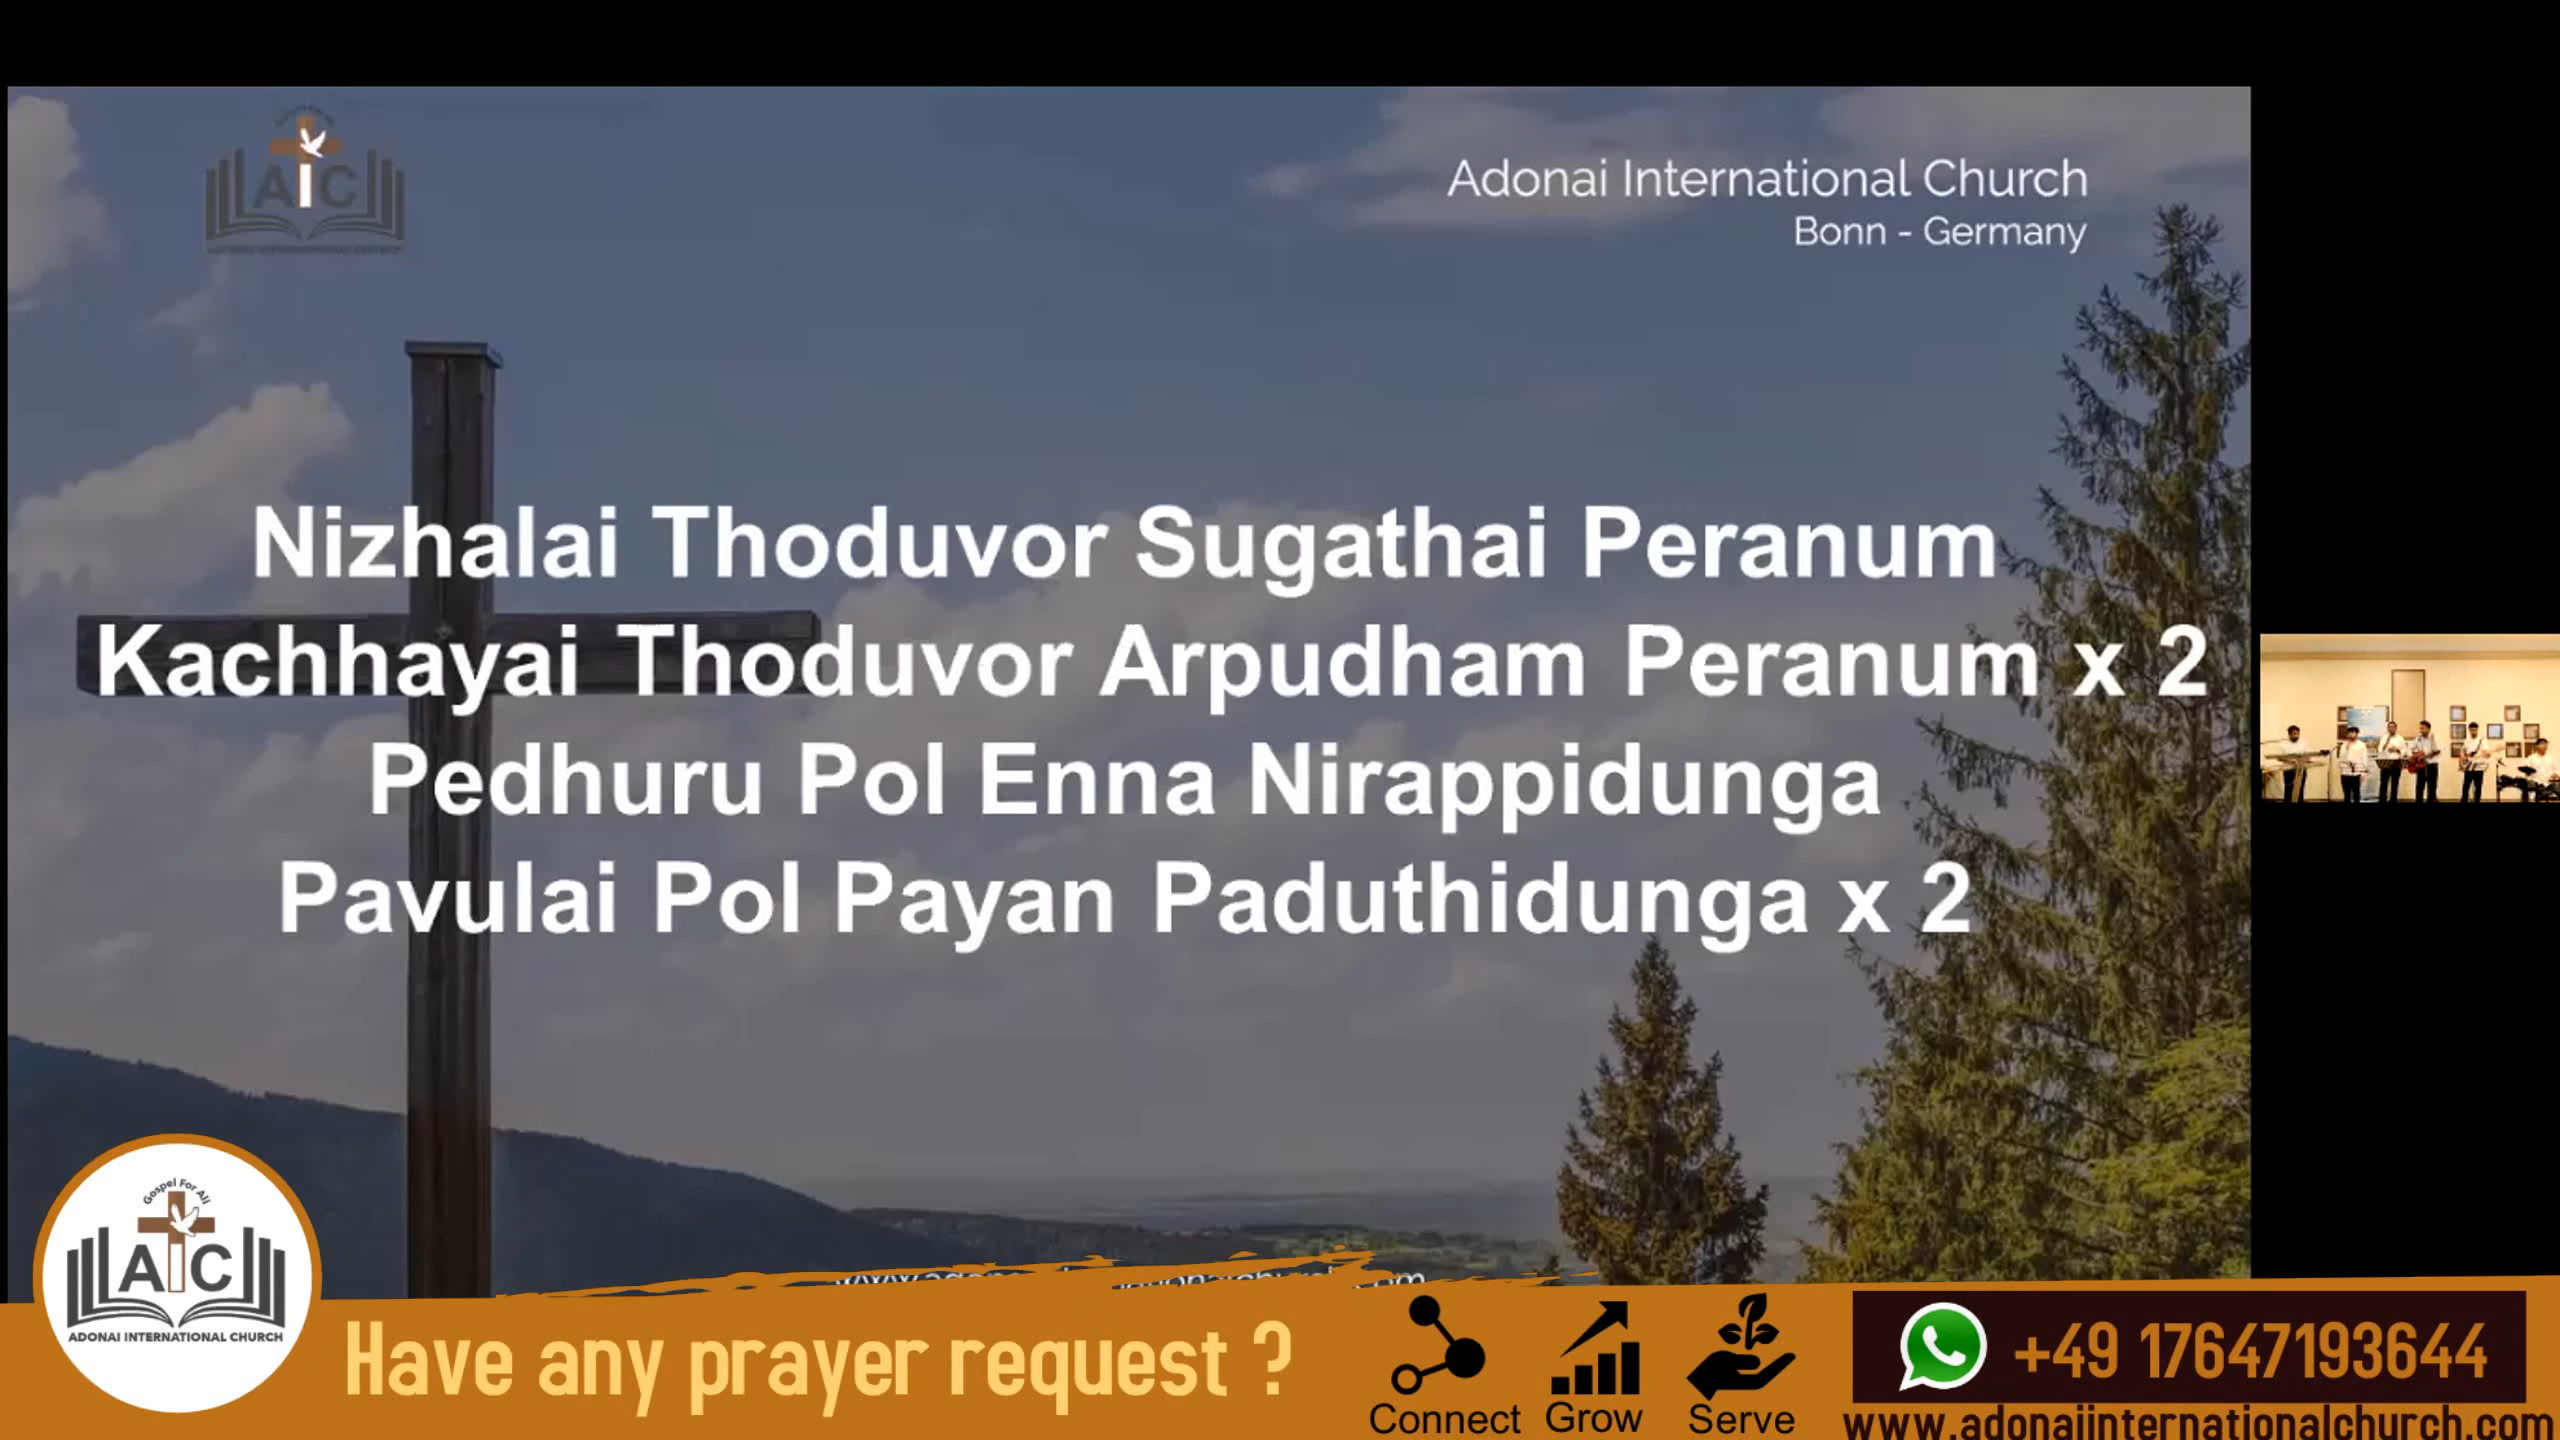 AiC
Adonai International Church
Bonn - Germany
Nizhalai Thoduvor Sugathai Peranum
Kachhayai Thoduvor Arpudham Peranum x 2
Pedhuru Pol Enna Nirappidunga
Pavulai Pol Payan Paduthidunga x 2
Gospel For All
AiC
ADONAI INTERNATIONAL CHURCH
Have any prayer request ?
Connect Grow Serve
+49 17647193644
www.adonaiinternationalchurch.com